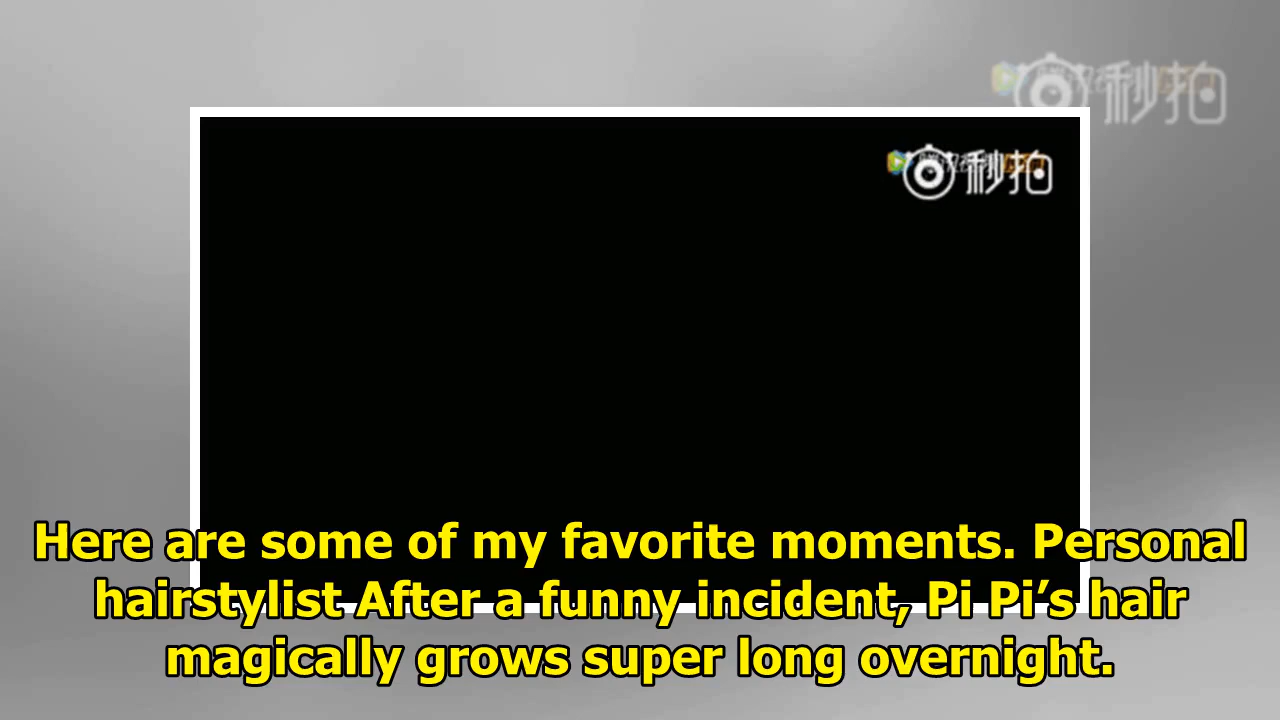 秒拍
秒拍
Here are some of my favorite moments. Personal
hairstylist After a funny incident, Pi Pi’s hair
magically grows super long overnight.